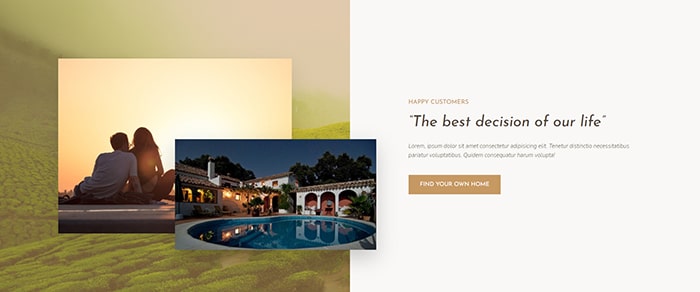 HAPPY CUSTOMERS
“The best decision of our life”
Lorem, ipsum dolor sit amet consectetur adipisicing elit. Tenetur distinctio necessitatibus
pariatur voluptatibus. Quidem consequatur harum volupta!
FIND YOUR OWN HOME